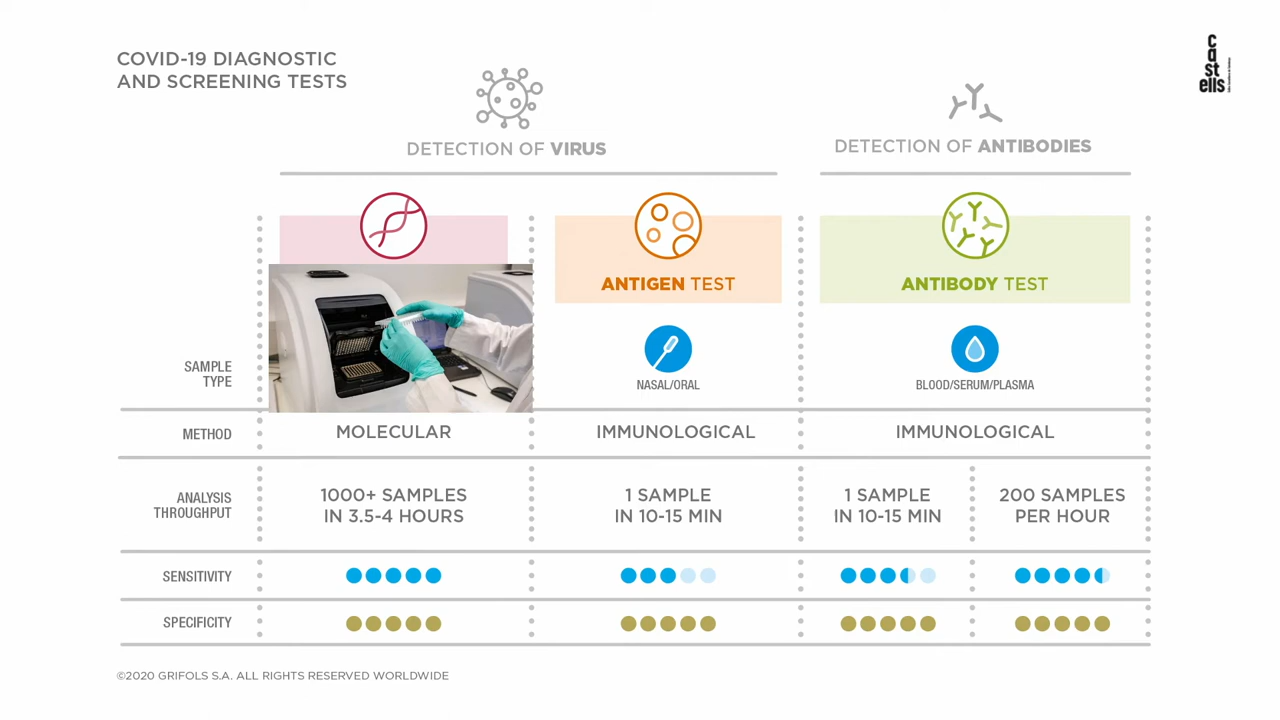 COVID-19 DIAGNOSTIC
AND SCREENING TESTS
castells
DETECTION OF VIRUS
DETECTION OF ANTIBODIES
ANTIGEN TEST
ANTIBODY TEST
SAMPLE
TYPE
NASAL/ORAL
BLOOD/SERUM/PLASMA
METHOD
MOLECULAR
IMMUNOLOGICAL
IMMUNOLOGICAL
ANALYSIS
THROUGHPUT
1000+ SAMPLES
IN 3.5-4 HOURS
1 SAMPLE
IN 10-15 MIN
1 SAMPLE
IN 10-15 MIN
200 SAMPLES
PER HOUR
SENSITIVITY
SPECIFICITY
©2020 GRIFOLS S.A. ALL RIGHTS RESERVED WORLDWIDE